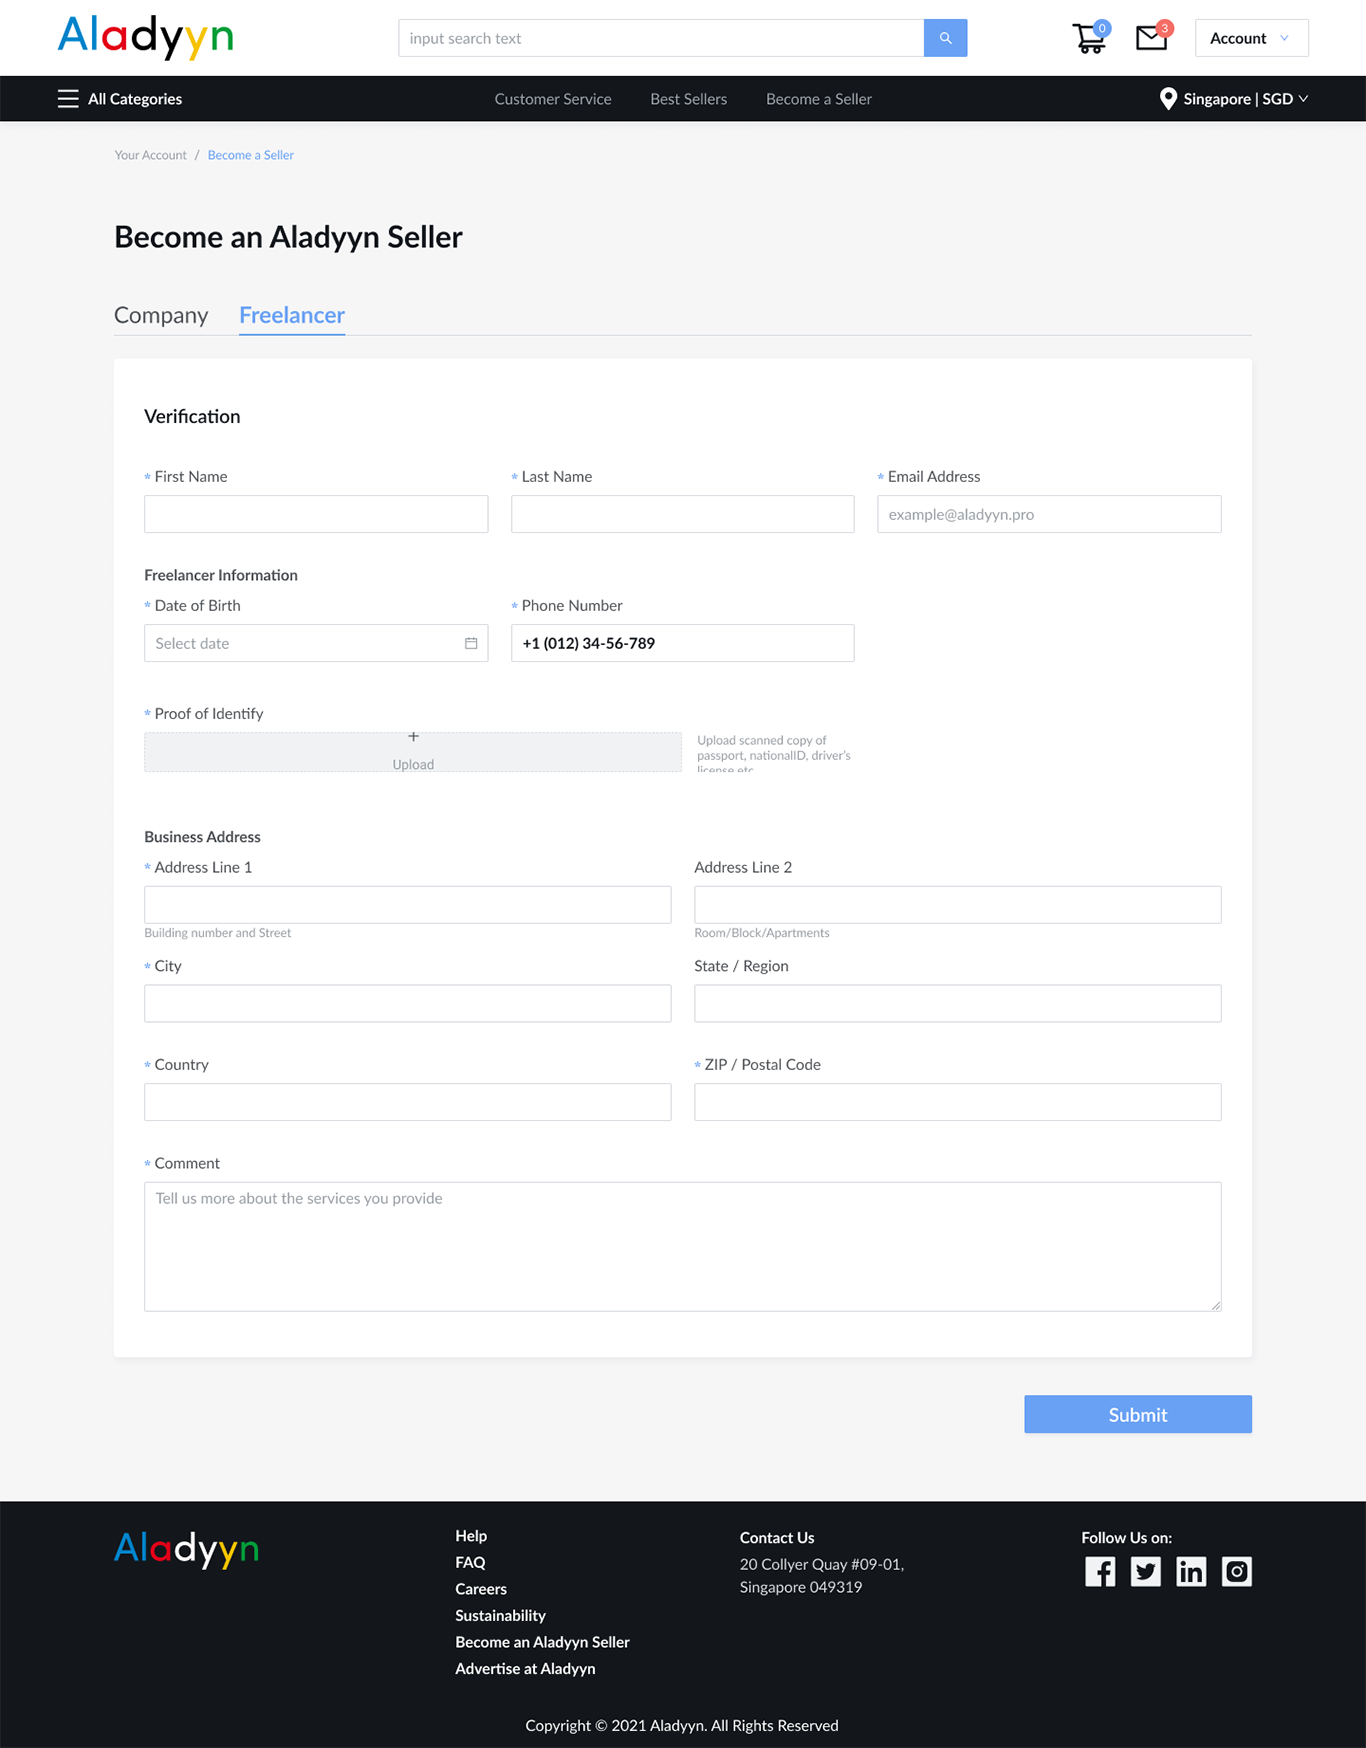 Aladyyn
input search text
0
3
Account
All Categories
Customer Service
Best Sellers
Become a Seller
Singapore | SGD
Your Account / Become a Seller
Become an Aladyyn Seller
Company
Freelancer
Verification
* First Name
* Last Name
* Email Address
example@aladyyn.pro
Freelancer Information
* Date of Birth
* Phone Number
Select date
+1 (012) 34-56-789
* Proof of Identify
+
Upload
Upload scanned copy of
passport, nationalID, driver's
license etc
Business Address
* Address Line 1
Address Line 2
Building number and Street
Room/Block/Apartments
* City
State / Region
* Country
* ZIP / Postal Code
* Comment
Tell us more about the services you provide
Submit
Aladyyn
Help
FAQ
Careers
Sustainability
Become an Aladyyn Seller
Advertise at Aladyyn
Contact Us
20 Collyer Quay #09-01,
Singapore 049319
Follow Us on:
Copyright © 2021 Aladyyn. All Rights Reserved